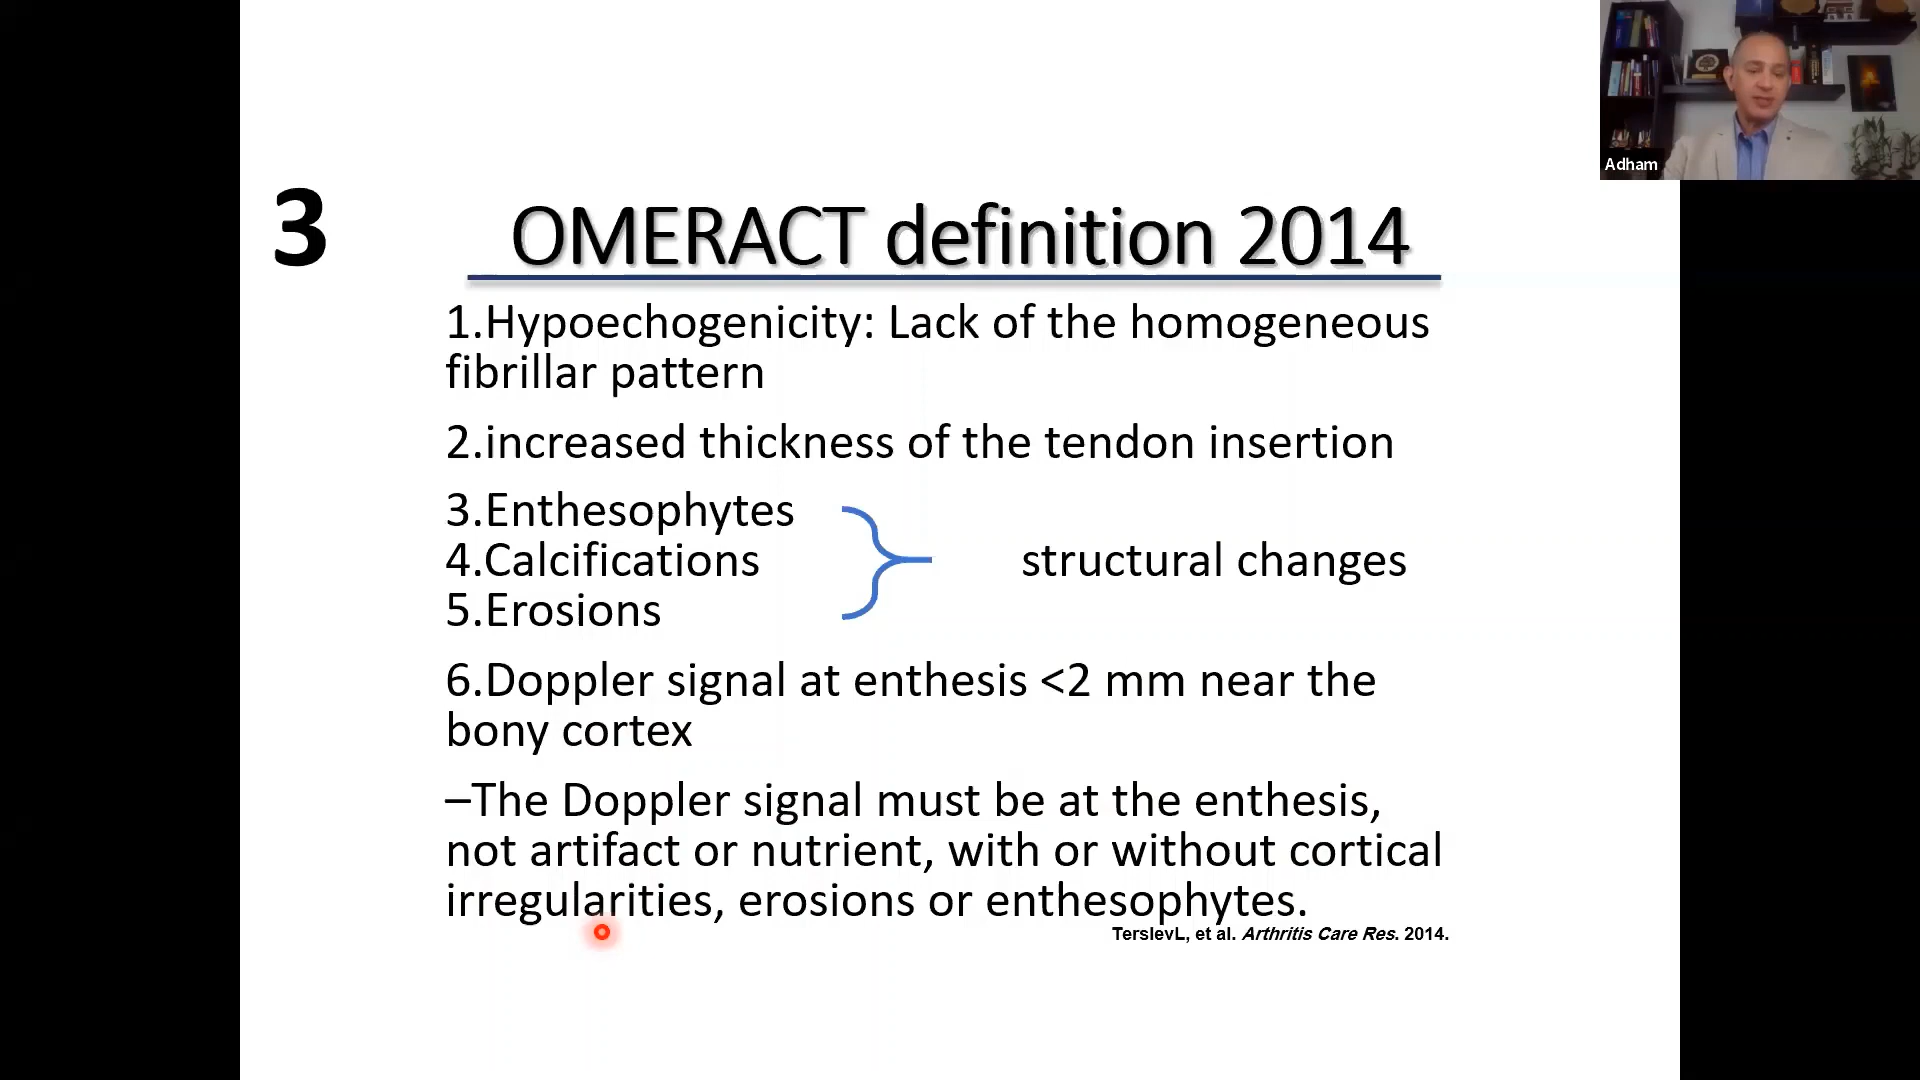 Adham
3
OMERACT definition 2014
1.Hypoechogenicity: Lack of the homogeneous
fibrillar pattern
2.increased thickness of the tendon insertion
3.Enthesophytes
4.Calcifications
structural changes
5.Erosions
6.Doppler signal at enthesis <2 mm near the
bony cortex
–The Doppler signal must be at the enthesis,
not artifact or nutrient, with or without cortical
irregularities, erosions or enthesophytes.
TerslevL, et al. Arthritis Care Res. 2014.